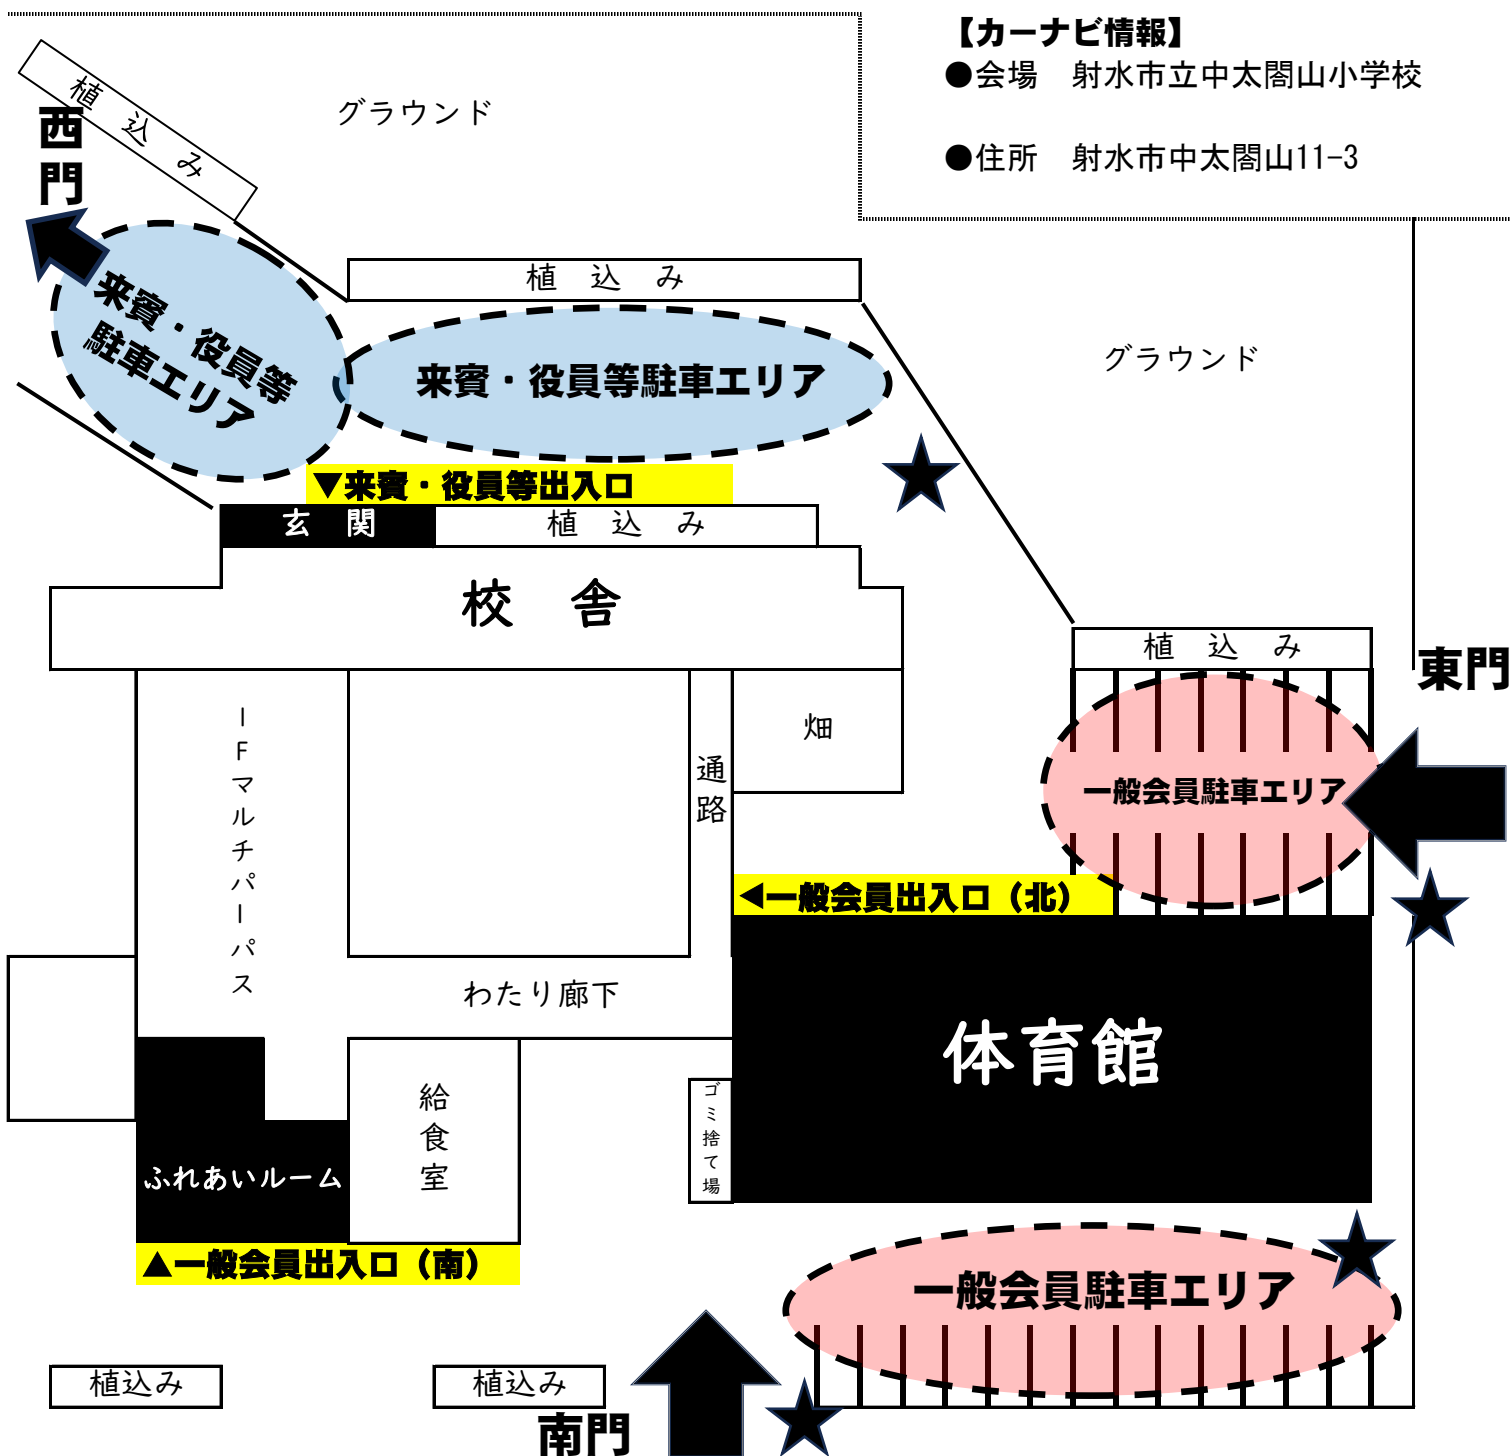 【カーナビ情報】
●会場　射水市立中太閤山小学校
●住所　射水市中太閤山11-3
植込み
西門
グラウンド
植込み
来賓・役員等
駐車エリア
来賓・役員等駐車エリア
グラウンド
▼来賓・役員等出入口
玄関
植込み
校舎
植込み
東門
IFマルチパーパス
通路
畑
一般会員駐車エリア
◀一般会員出入口（北）
わたり廊下
体育館
給食室
ゴミ捨て場
ふれあいルーム
▲一般会員出入口（南）
一般会員駐車エリア
植込み
植込み
南門